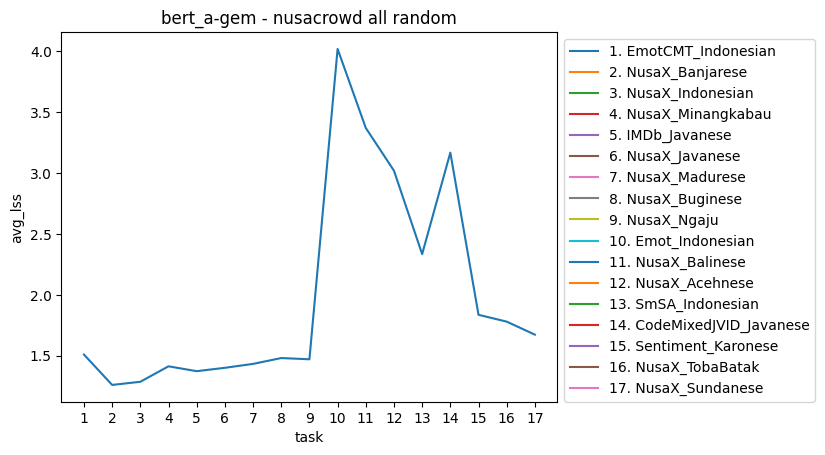 bert_a-gem - nusacrowd all random
avg_lss
4.0
3.5
3.0
2.5
2.0
1.5
1 2 3 4 5 6 7 8 9 10 11 12 13 14 15 16 17
task
1. EmotCMT_Indonesian
2. NusaX_Banjarese
3. NusaX_Indonesian
4. NusaX_Minangkabau
5. IMDb_Javanese
6. NusaX_Javanese
7. NusaX_Madurese
8. NusaX_Buginese
9. NusaX_Ngaju
10. Emot_Indonesian
11. NusaX_Balinese
12. NusaX_Acehnese
13. SmSA_Indonesian
14. CodeMixedJVID_Javanese
15. Sentiment_Karonese
16. NusaX_TobaBatak
17. NusaX_Sundanese